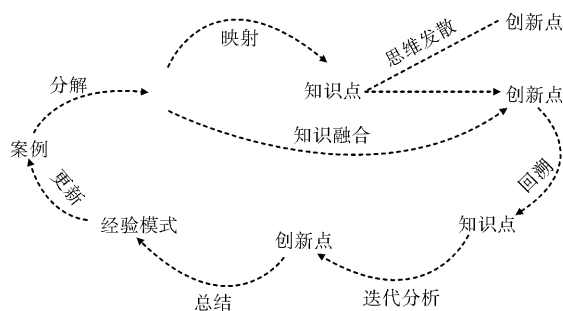 创新点
映射
思维发散
分解
知识点
创新点
知识融合
案例
更新
回溯
经验模式
知识点
创新点
总结
迭代分析